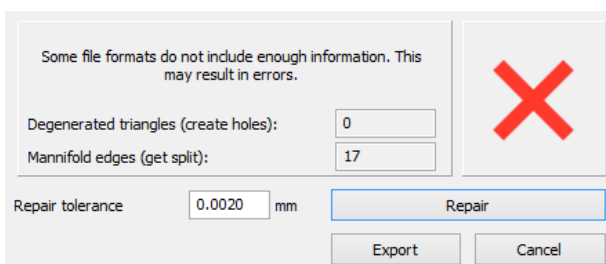 Some file formats do not include enough information. This
may result in errors.
Degenerated triangles (create holes): 0
Mannifold edges (get split): 17
Repair tolerance 0.0020 mm Repair
Export Cancel